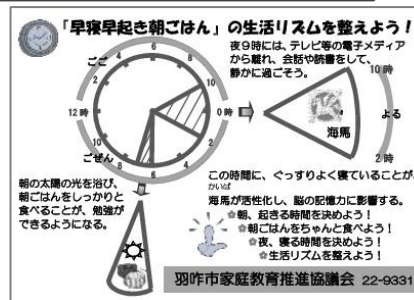 「早寝早起き朝ごはん」の生活リズムを整えよう！
夜９時には、テレビ等の電子メディア
から離れ、会話や読書をして、
静かに過ごそう。
ごご
4
6
8
10
12時
0時
2
4
6
8
ごぜん
10時
よる
2時
海馬
朝の太陽の光を浴び、
朝ごはんをしっかりと
食べることが、勉強が
できるようになる。
この時間に、ぐっすりよく寝ていることが、
かいば
海馬が活性化し、脳の記憶力に影響する。
✩朝、起きる時間を決めよう！
✩朝ごはんをちゃんと食べよう！
✩夜、寝る時間を決めよう！
✩生活リズムを整えよう！
羽咋市家庭教育推進協議会 22-9331